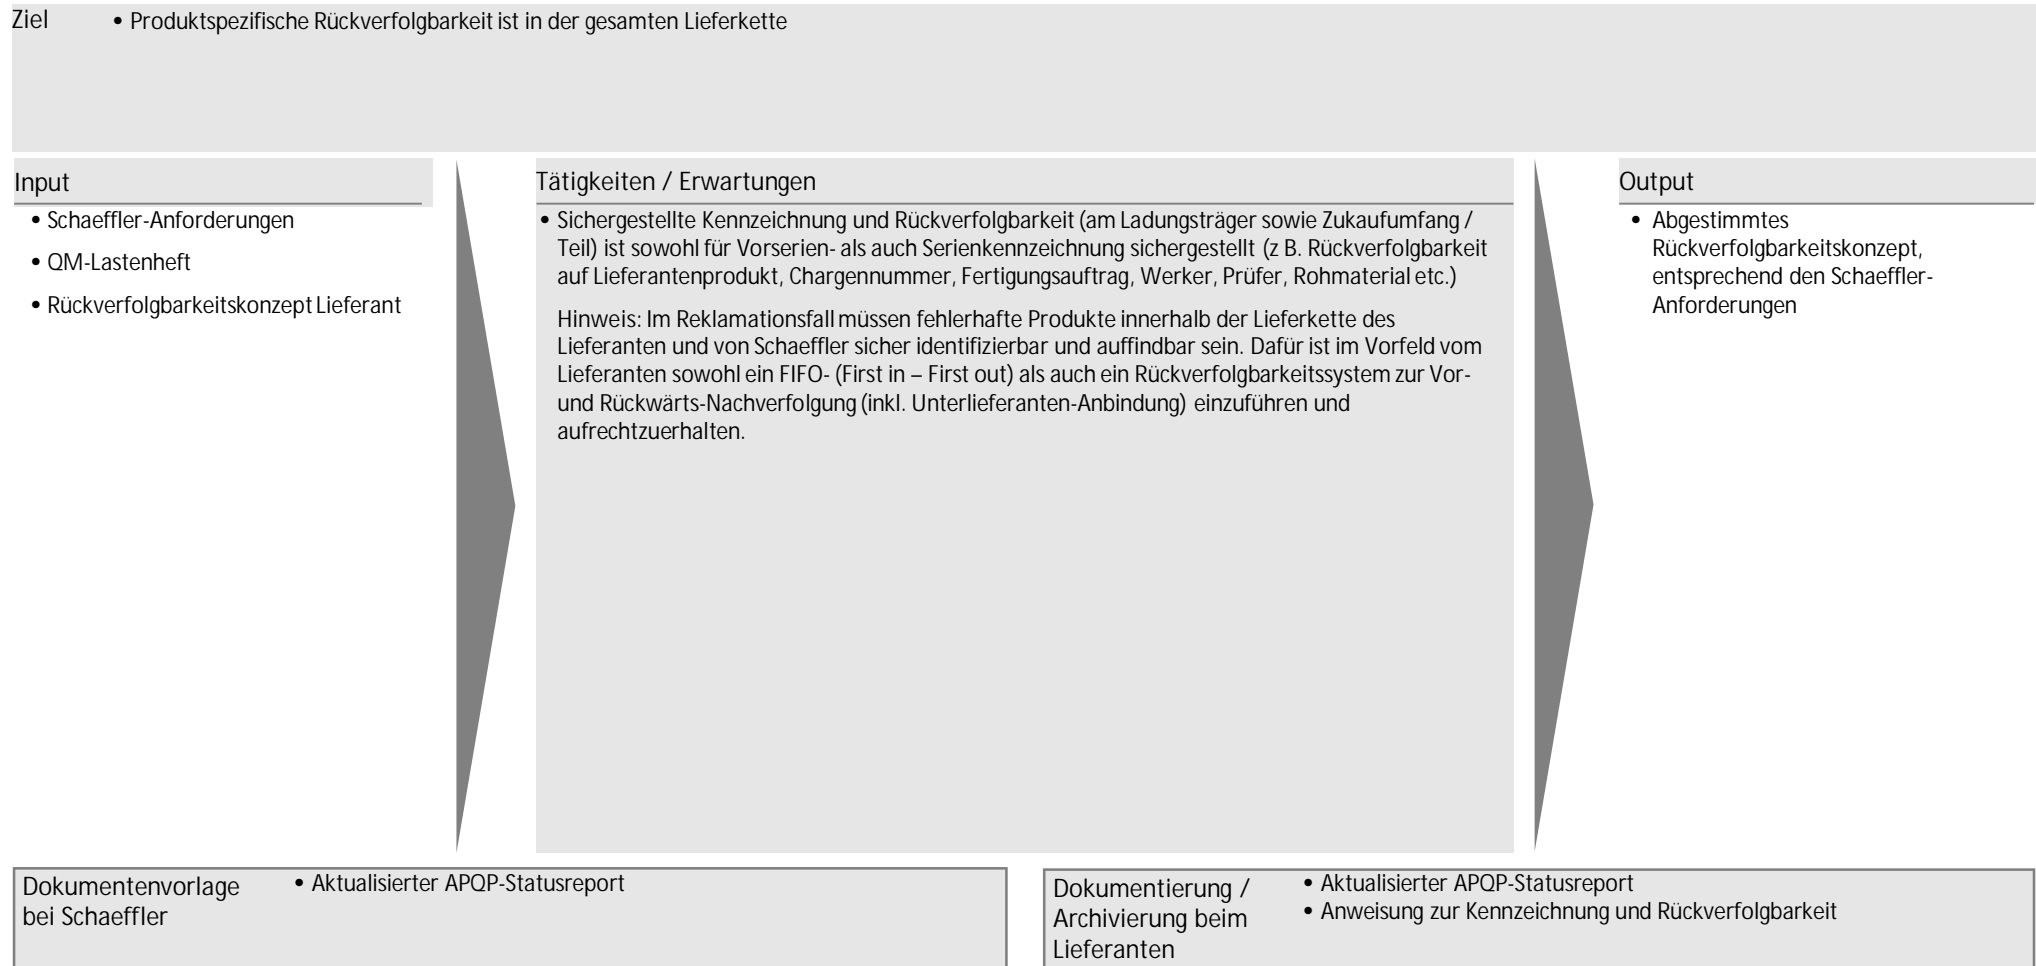 Ziel • Produktspezifische Rückverfolgbarkeit ist in der gesamten Lieferkette
Input
• Schaeffler-Anforderungen
• QM-Lastenheft
• Rückverfolgbarkeitskonzept Lieferant
Tätigkeiten / Erwartungen
• Sichergestellte Kennzeichnung und Rückverfolgbarkeit (am Ladungsträger sowie Zukaufumfang /
Teil) ist sowohl für Vorserien- als auch Serienkennzeichnung sichergestellt (z B. Rückverfolgbarkeit
auf Lieferantenprodukt, Chargennummer, Fertigungsauftrag, Werker, Prüfer, Rohmaterial etc.)
Hinweis: Im Reklamationsfall müssen fehlerhafte Produkte innerhalb der Lieferkette des
Lieferanten und von Schaeffler sicher identifizierbar und auffindbar sein. Dafür ist im Vorfeld vom
Lieferanten sowohl ein FIFO- (First in – First out) als auch ein Rückverfolgbarkeitssystem zur Vor-
und Rückwärts-Nachverfolgung (inkl. Unterlieferanten-Anbindung) einzuführen und
aufrechtzuerhalten.
Output
• Abgestimmtes
Rückverfolgbarkeitskonzept,
entsprechend den Schaeffler-
Anforderungen
Dokumentenvorlage
bei Schaeffler
• Aktualisierter APQP-Statusreport
Dokumentierung /
Archivierung beim
Lieferanten
• Aktualisierter APQP-Statusreport
• Anweisung zur Kennzeichnung und Rückverfolgbarkeit